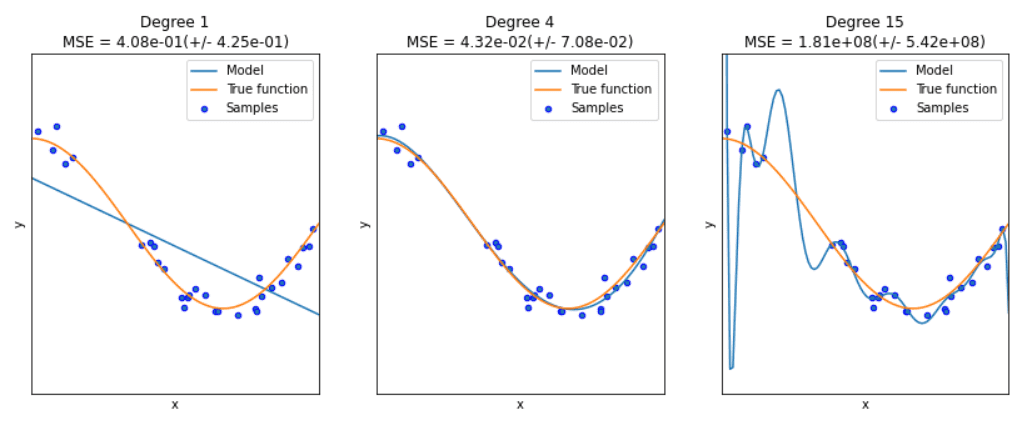 Degree 1
MSE = 4.08e-01(+/- 4.25e-01)
Model
True function
Samples
y
x
Degree 4
MSE = 4.32e-02(+/- 7.08e-02)
Model
True function
Samples
y
x
Degree 15
MSE = 1.81e+08(+/- 5.42e+08)
Model
True function
Samples
y
x